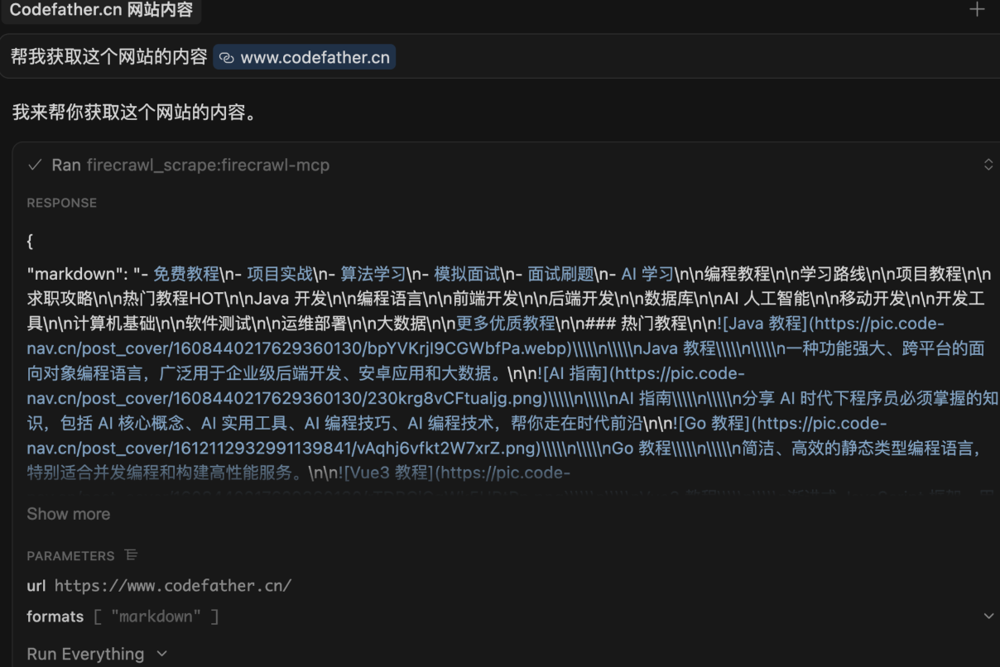 Codefather.cn 网站内容
帮我获取这个网站的内容 www.codefather.cn
我来帮你获取这个网站的内容。
Ran firecrawl_scrape:firecrawl-mcp
RESPONSE
{
"markdown": "- 免费教程\n- 项目实战\n- 算法学习\n- 模拟面试\n- 面试刷题\n- AI 学习\n\n编程教程\n\n学习路线\n\n项目教程\n\n
求职攻略\n\n热门教程HOT\n\nJava 开发\n\n编程语言\n\n前端开发\n\n后端开发\n\n数据库\n\nAI 人工智能\n\n移动开发\n\n开发工
具\n\n计算机基础\n\n软件测试\n\n运维部署\n\n大数据\n\n更多优质教程\n\n### 热门教程\n\n![Java 教程](https://pic.code-
nav.cn/post_cover/1608440217629360130/bpYVKrjI9CGWbfPa.webp)\\\\\n\\\\\nJava 教程\\\\\n\\\\\n一种功能强大、跨平台的面
向对象编程语言，广泛用于企业级后端开发、安卓应用和大数据。\n\n![AI 指南](https://pic.code-
nav.cn/post_cover/1608440217629360130/230krg8vCFtualjg.png)\\\\\n\\\\\nAI 指南\\\\\n\\\\\n分享 AI 时代下程序员必须掌握的知
识，包括 AI 核心概念、AI 实用工具、AI 编程技巧、AI 编程技术，帮你走在时代前沿\n\n![Go 教程](https://pic.code-
nav.cn/post_cover/1612112932991139841/vAqhj6vfkt2W7xrZ.png)\\\\\n\\\\\nGo 教程\\\\\n\\\\\n简洁、高效的静态类型编程语言，
特别适合并发编程和构建高性能服务。\n\n![Vue3 教程](https://pic.code-
Show more
PARAMETERS
url https://www.codefather.cn/
formats [ "markdown" ]
Run Everything